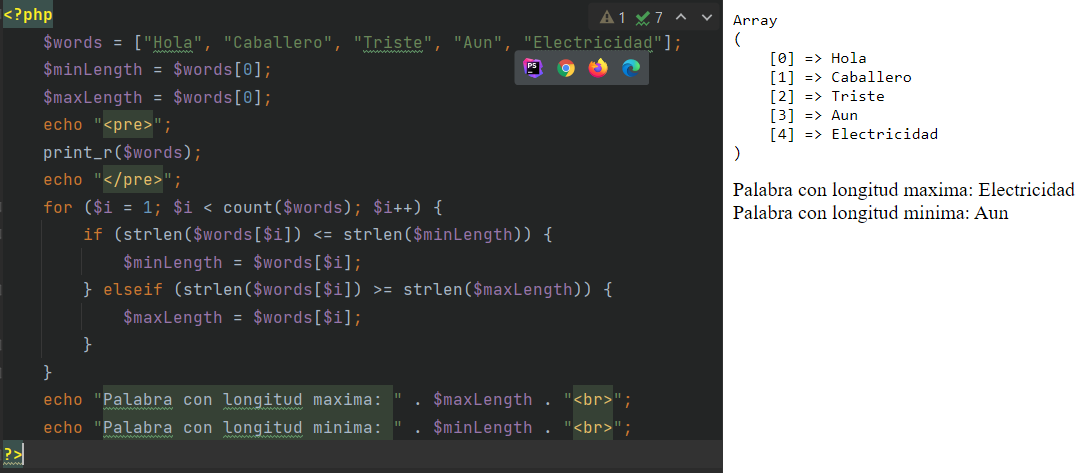 <?php
1 7
$words = ["Hola", "Caballero", "Triste", "Aun", "Electricidad"];
PS
$minLength = $words[0];
$maxLength = $words[0];
echo "<pre>";
print_r($words);
echo "</pre>";
for ($i = 1; $i < count($words); $i++) {
if (strlen($words[$i]) <= strlen($minLength)) {
$minLength = $words[$i];
} elseif (strlen($words[$i]) >= strlen($maxLength)) {
$maxLength = $words[$i];
}
}
echo "Palabra con longitud maxima: " . $maxLength . "<br>";
echo "Palabra con longitud minima: " . $minLength . "<br>";
?>
Array
(
[0] => Hola
[1] => Caballero
[2] => Triste
[3] => Aun
[4] => Electricidad
)
Palabra con longitud maxima: Electricidad
Palabra con longitud minima: Aun